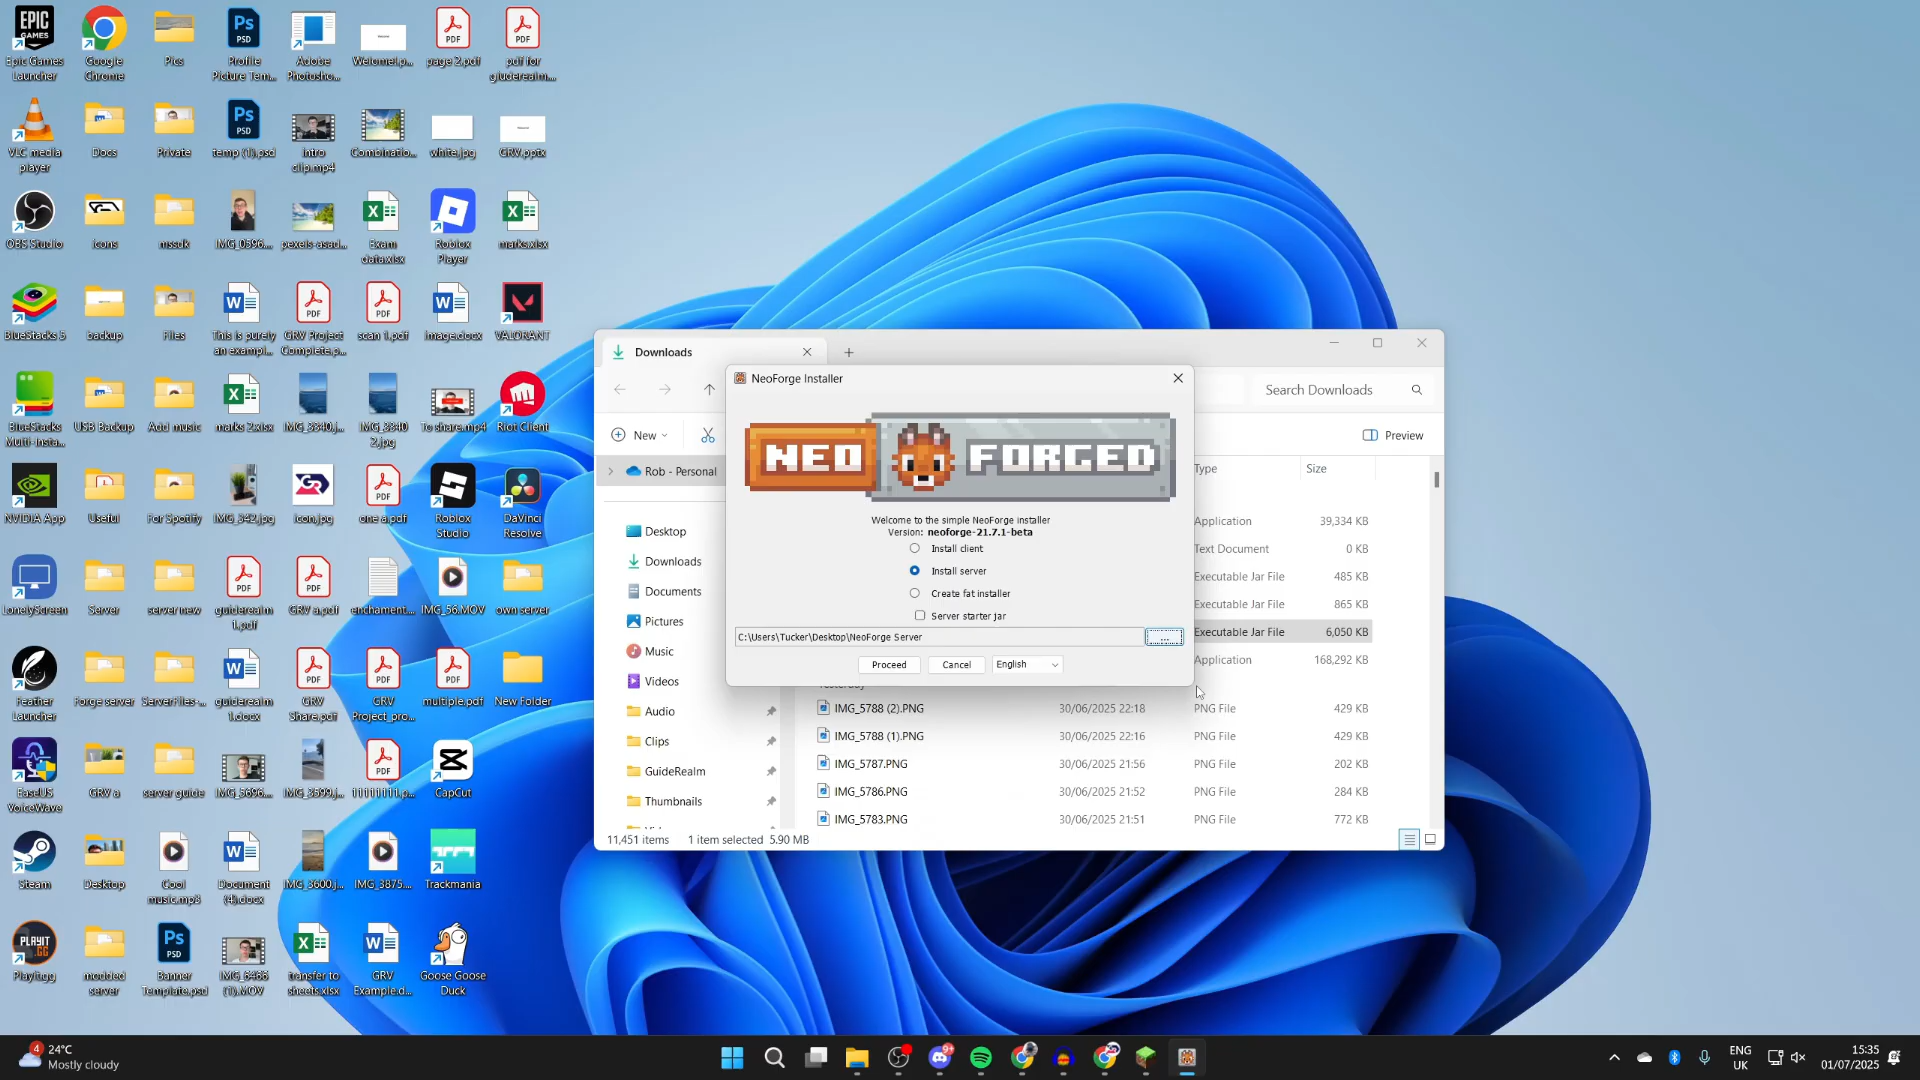 EPIC GAMES
Epic Games Launcher
Google Chrome
Pics
Profile Picture Tem...
Adobe Photosho...
Welcome!.p...
page 2.pdf
pdf for guiderealm....
VLC media player
Docs
Private
temp (1).psd
intro clip.mp4
Combinatio...
white.jpg
GRV.pptx
OBS Studio
icons
mssdk
IMG_0596....
pexels-asad...
Exam data.xlsx
Roblox Player
marks.xlsx
BlueStacks 5
backup
Files
This is purely an exampl...
GRV Project Complete.p...
scan 1.pdf
image.docx
VALORANT
BlueStacks Multi-Insta...
USB Backup
Add music
marks 2.xlsx
IMG_3340.j...
IMG_3340 2.jpg
To share.mp4
Riot Client
NVIDIA App
Useful
For Spotify
IMG_342.jpg
icon.jpg
one a.pdf
Roblox Studio
DaVinci Resolve
LonelyScreen
Server
server new
guiderealm 1.pdf
GRV a.pdf
enchament....
IMG_56.MOV
own server
Feather Launcher
Forge server
ServerFiles-...
guiderealm 1.docx
GRV Share.pdf
GRV Project_pro...
multiple.pdf
New Folder
EaseUS VoiceWave
GRV a
server guide
IMG_5696....
IMG_3599.j...
11111111.p...
CapCut
Steam
Desktop
Cool music.mp3
Document (4).docx
IMG_3600.j...
IMG_3875....
Trackmania
PLAYIT.GG
Playit.gg
modded server
Banner Template.psd
IMG_6466 (1).MOV
transfer to sheets.xlsx
GRV Example.d...
Goose Goose Duck
Downloads
Search Downloads
New
Preview
Rob - Personal
Type
Size
Desktop
Downloads
Documents
Pictures
Music
Videos
Audio
Clips
GuideRealm
Thumbnails
Application 39,334 KB
Text Document 0 KB
Executable Jar File 485 KB
Executable Jar File 865 KB
Executable Jar File 6,050 KB
Application 168,292 KB
Yesterday
IMG_5788 (2).PNG 30/06/2025 22:18 PNG File 429 KB
IMG_5788 (1).PNG 30/06/2025 22:16 PNG File 429 KB
IMG_5787.PNG 30/06/2025 21:56 PNG File 202 KB
IMG_5786.PNG 30/06/2025 21:52 PNG File 284 KB
IMG_5783.PNG 30/06/2025 21:51 PNG File 772 KB
11,451 items 1 item selected 5.90 MB
NeoForge Installer
NEO FORGED
Welcome to the simple NeoForge installer
Version: neoforge-21.7.1-beta
Install client
Install server
Create fat installer
Server starter jar
C:\Users\Tucker\Desktop\NeoForge Server
...
Proceed
Cancel
English
4
24°C
Mostly cloudy
9+
ENG
UK
15:35
01/07/2025